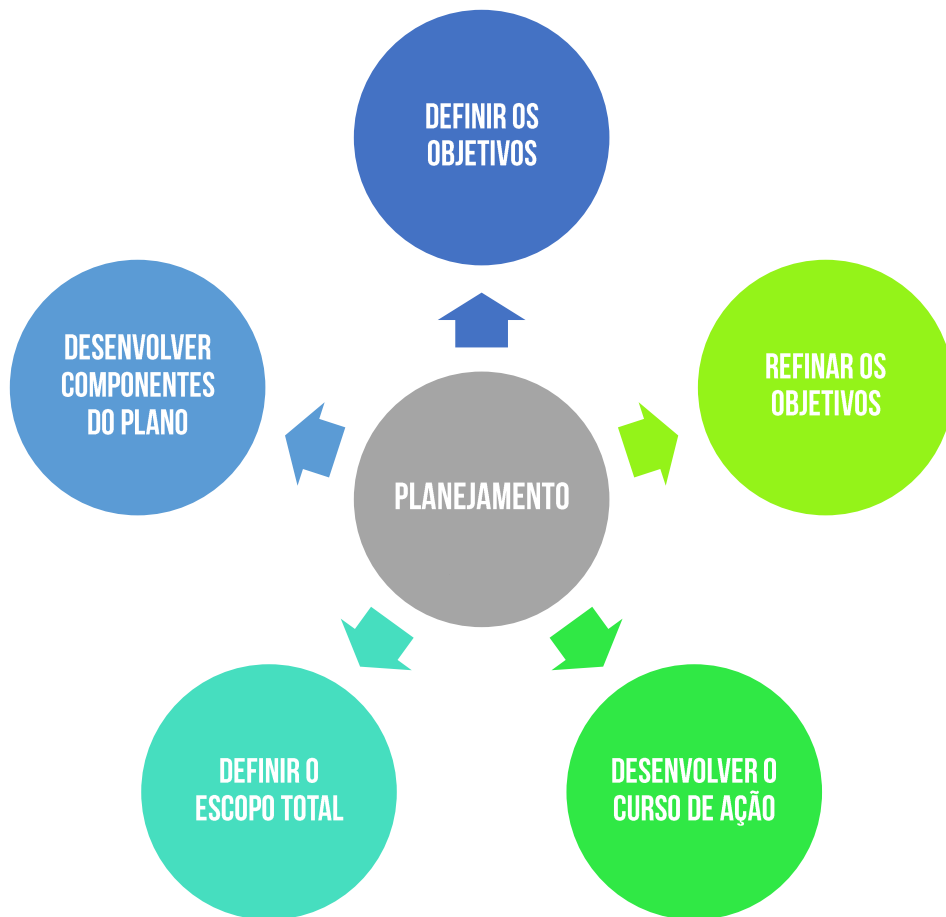 DEFINIR OS
OBJETIVOS
DESENVOLVER
COMPONENTES
DO PLANO
REFINAR OS
OBJETIVOS
PLANEJAMENTO
DEFINIR O
ESCOPO TOTAL
DESENVOLVER O
CURSO DE AÇÃO